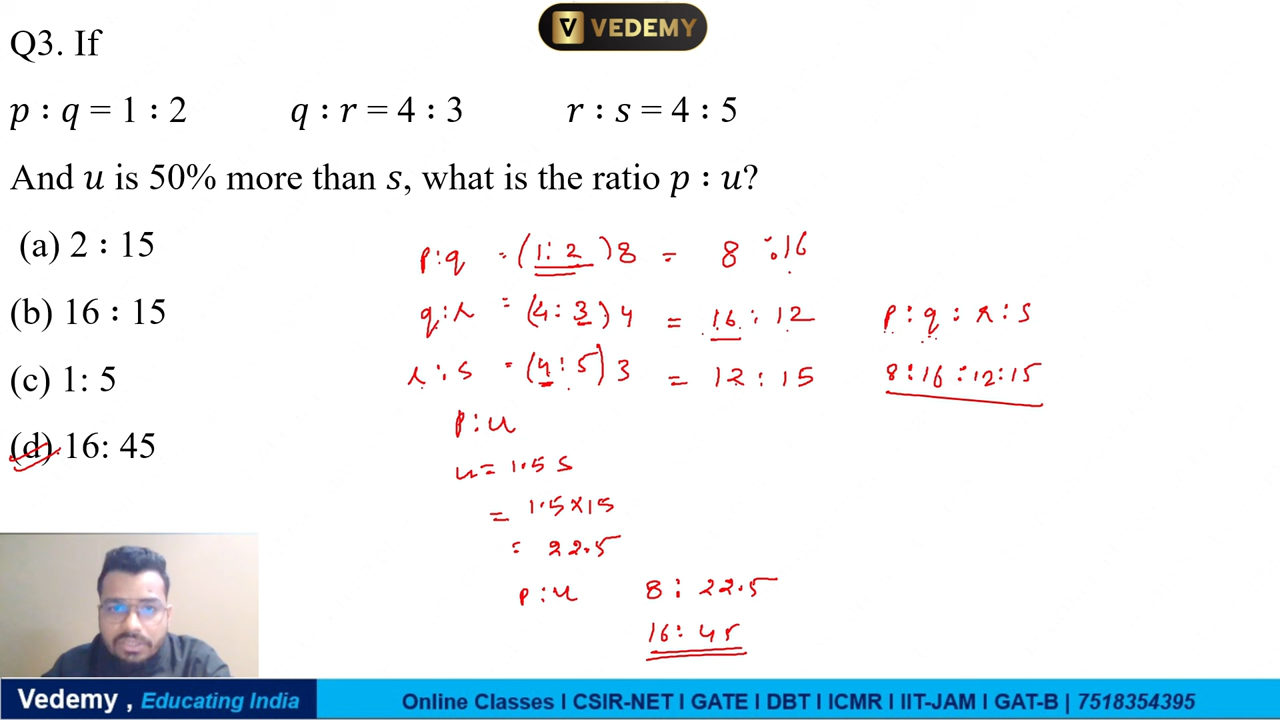 VEDEMY
Q3. If
p : q = 1 : 2 q : r = 4 : 3 r : s = 4 : 5
And u is 50% more than s, what is the ratio p : u?
(a) 2 : 15
(b) 16 : 15
(c) 1: 5
(d) 16: 45
p:q = (1:2)8 = 8 : 16
q:r = (4:3)4 = 16 : 12
r:s = (4:5)3 = 12 : 15
p : q : r : s
8 : 16 : 12 : 15
p:u
u = 1.5 s
= 1.5×15
= 22.5
p:u 8 : 22.5
16 : 45
Vedemy , Educating India
Online Classes I CSIR-NET I GATE I DBT I ICMR I IIT-JAM I GAT-B | 7518354395